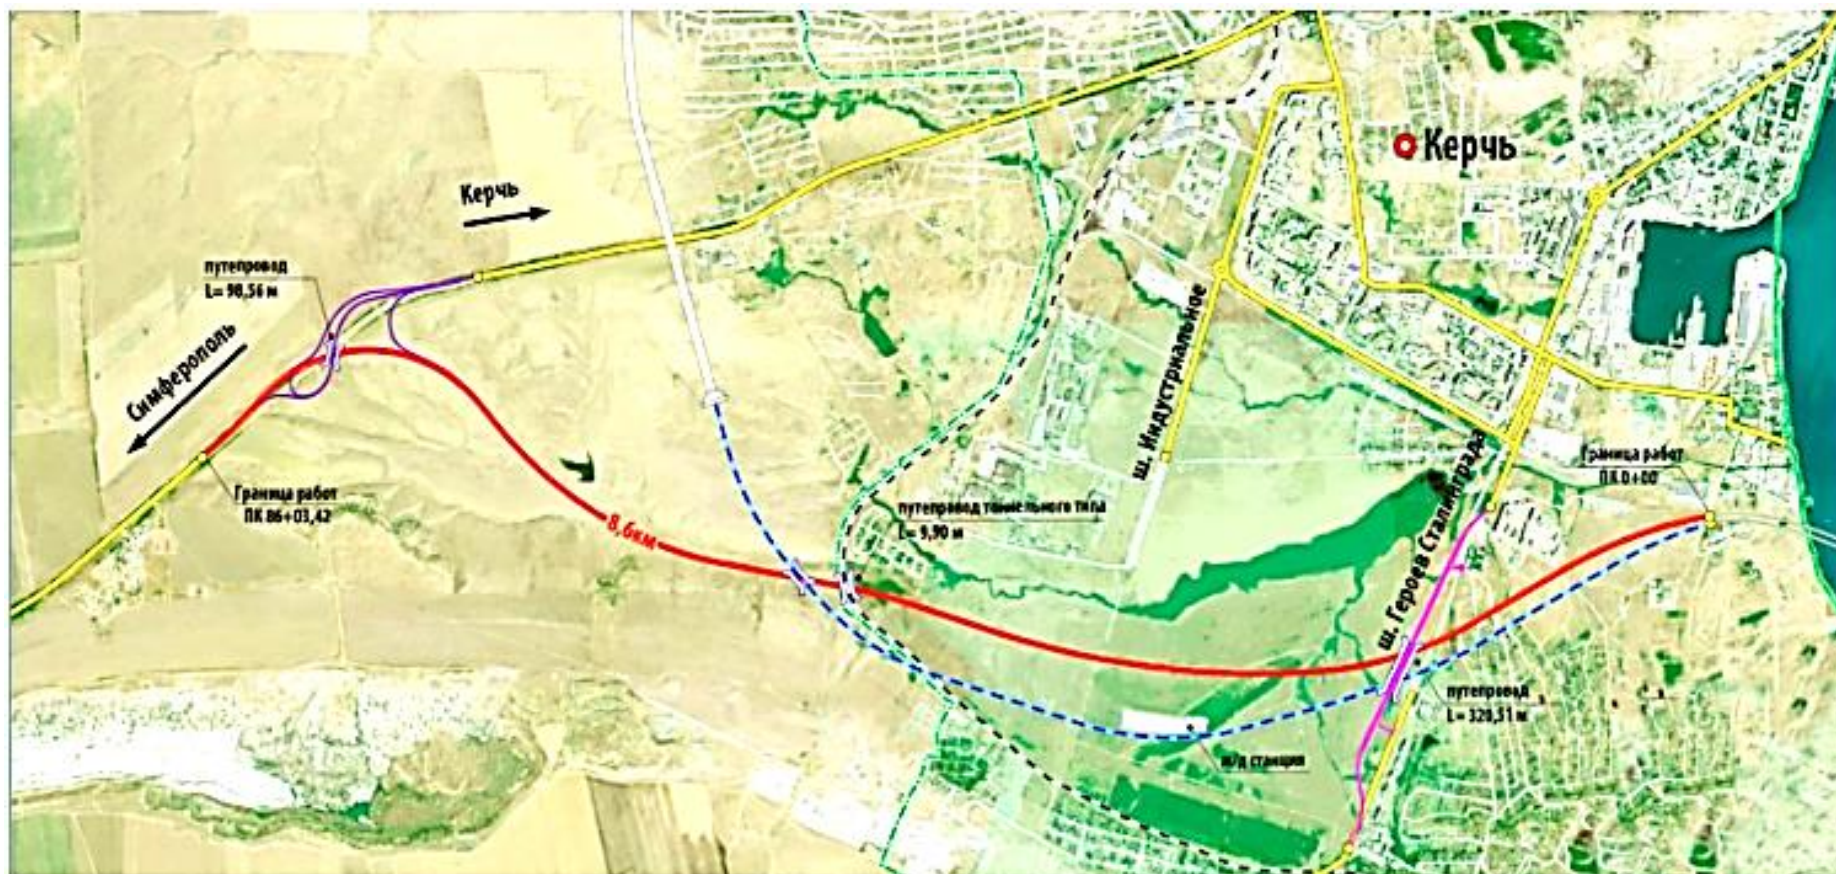 Керчь
Керчь
путепровод
L= 98,56 м
Симферополь
Граница работ
ПК 86+03,42
8,6км
ш. Индустриальное
путепровод тоннельного типа
L= 9,90 м
ш. Героев Сталинграда
Граница работ
ПК 0+00
путепровод
L= 320,51 м
ж/д станция